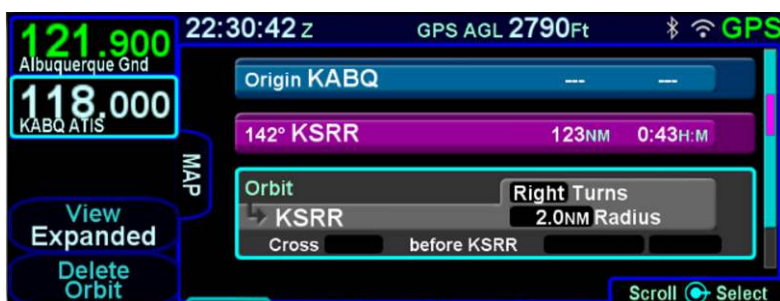 121.900
Albuquerque Gnd
118.000
KABQ ATIS
22:30:42 Z GPS AGL 2790Ft GPS
MAP
Origin KABQ --- ---
142° KSRR 123NM 0:43H:M
Orbit Right Turns
KSRR 2.0NM Radius
Cross before KSRR
View
Expanded
Delete
Orbit
Scroll Select